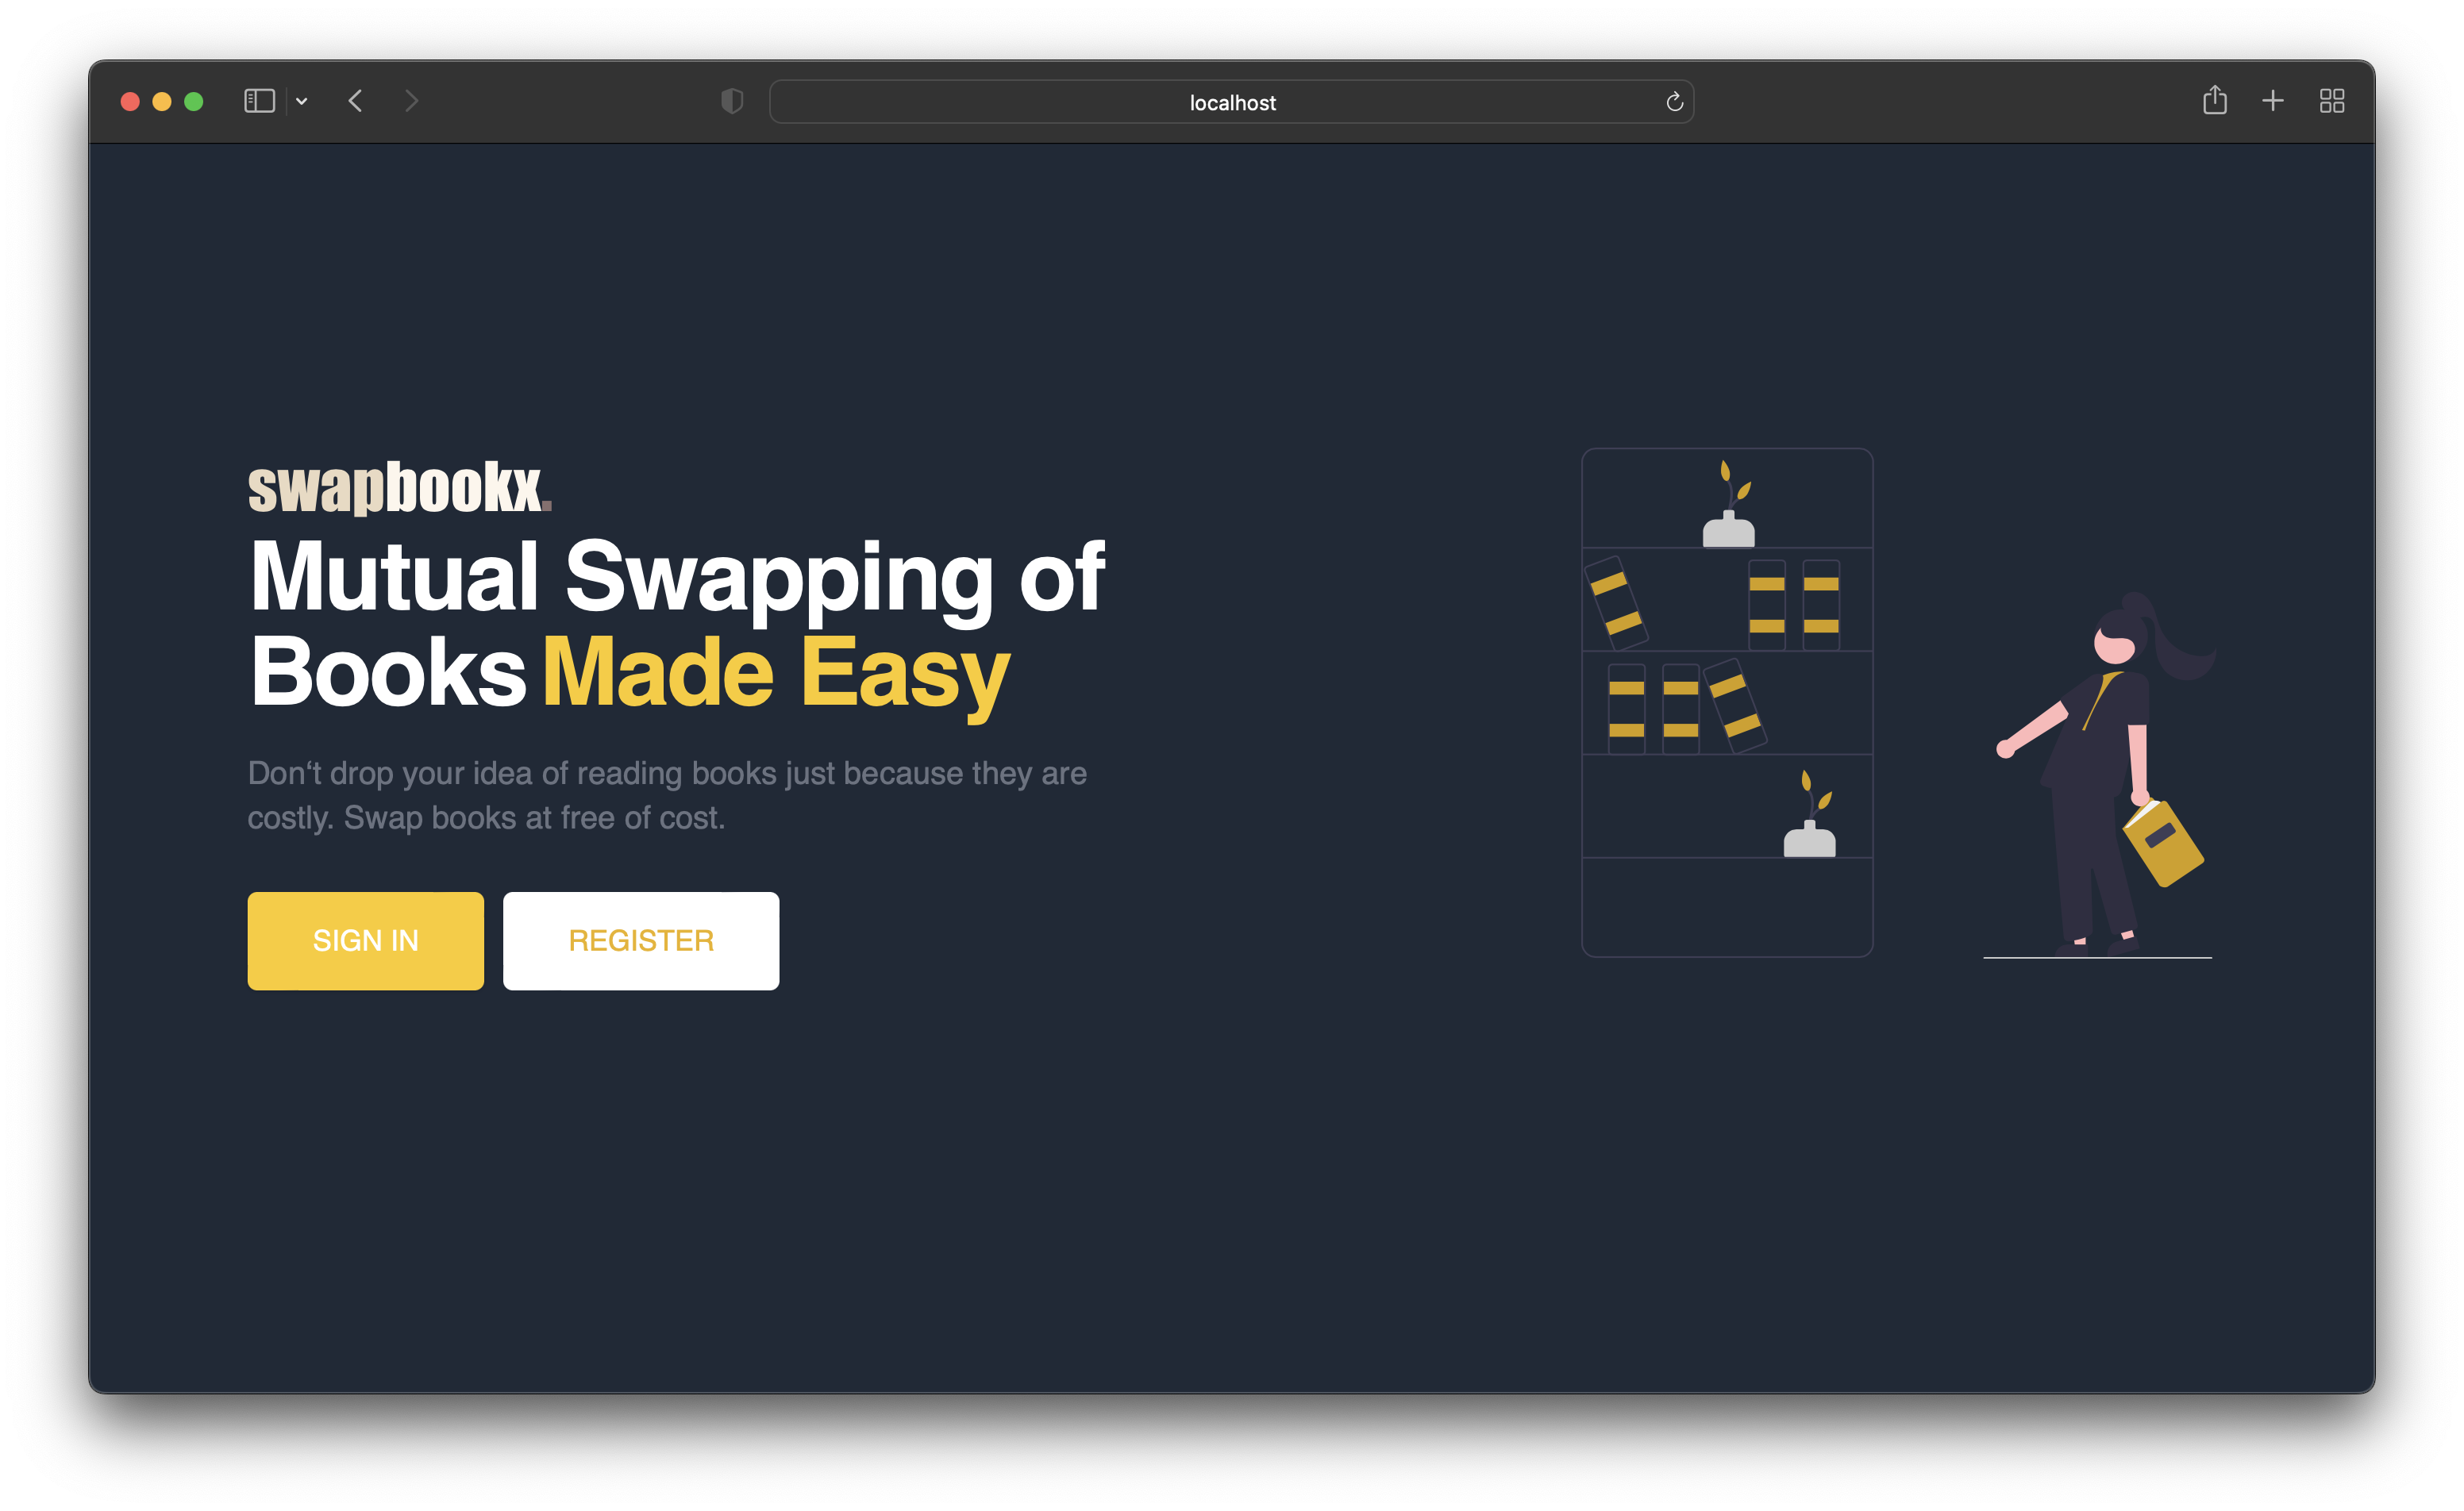 localhost
swapbookx.
Mutual Swapping of
Books Made Easy
Don‘t drop your idea of reading books just because they are
costly. Swap books at free of cost.
SIGN IN
REGISTER